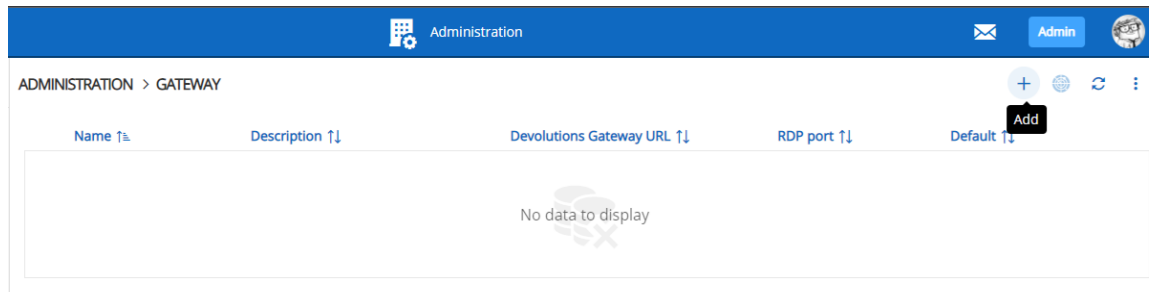 Administration
Admin
ADMINISTRATION > GATEWAY
Add
Name Description Devolutions Gateway URL RDP port Default
No data to display